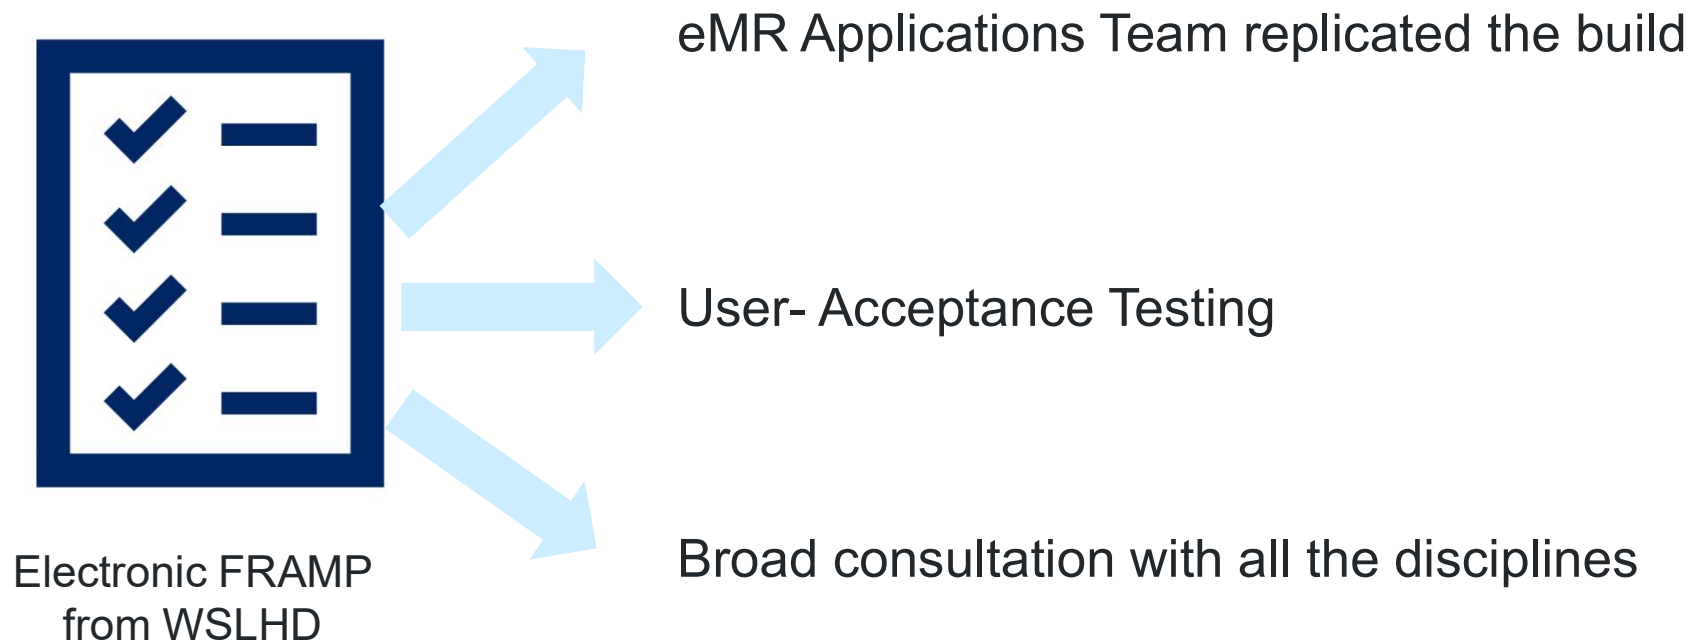 eMR Applications Team replicated the build
User- Acceptance Testing
Broad consultation with all the disciplines
Electronic FRAMP
from WSLHD